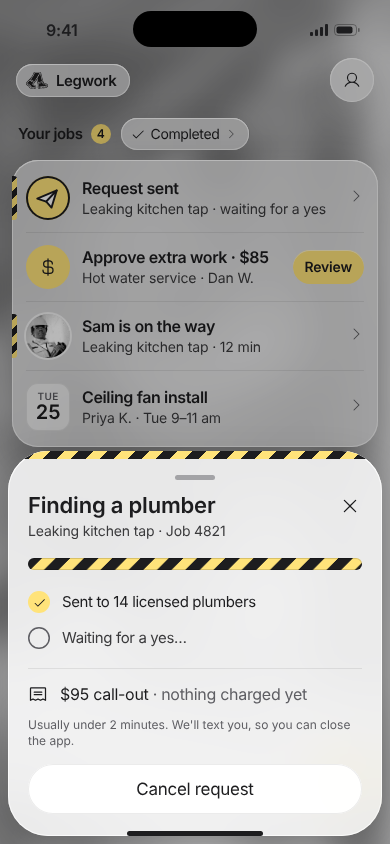 9:41
Legwork
Your jobs 4 Completed
Request sent
Leaking kitchen tap · waiting for a yes
$
Approve extra work · $85
Hot water service · Dan W.
Review
Sam is on the way
Leaking kitchen tap · 12 min
TUE
25
Ceiling fan install
Priya K. · Tue 9–11 am
Finding a plumber
Leaking kitchen tap · Job 4821
Sent to 14 licensed plumbers
Waiting for a yes...
$95 call-out · nothing charged yet
Usually under 2 minutes. We'll text you, so you can close
the app.
Cancel request